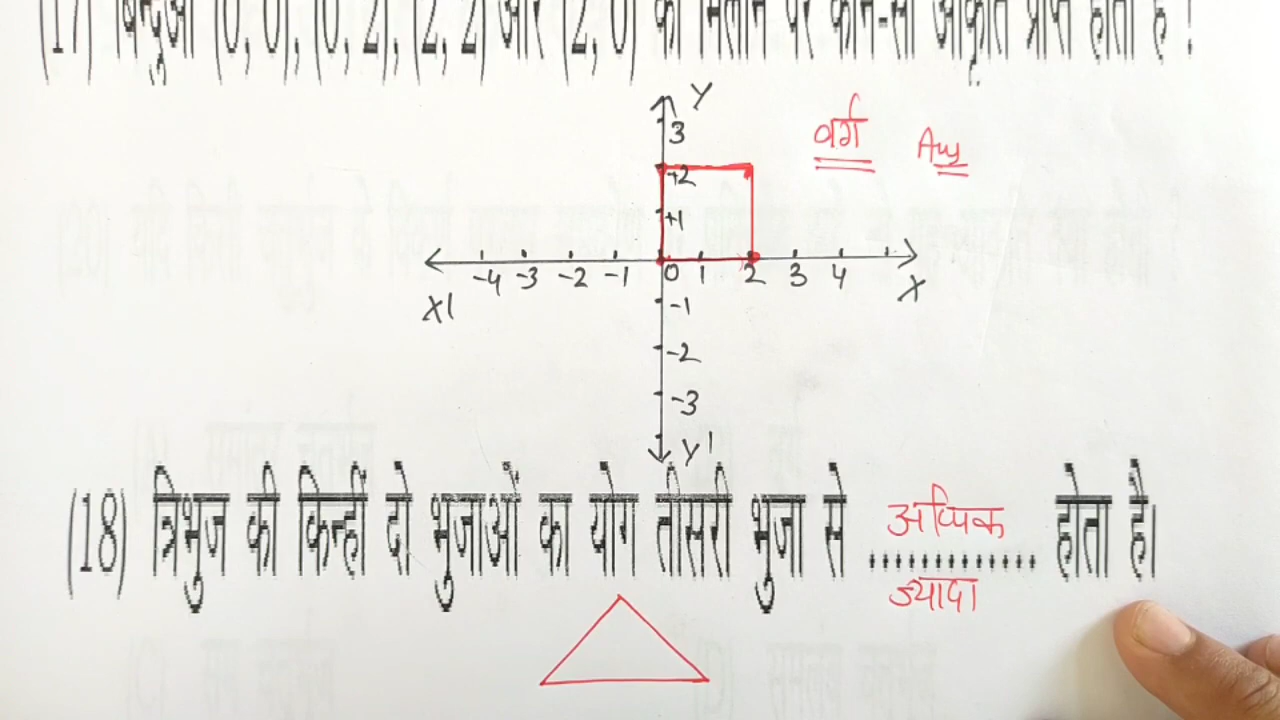 (17) बिन्दुओं (0, 0), (0, 2), (2, 2) और (2, 0) को मिलाने पर कौन-सी आकृति प्राप्त होती है ?
Y
3
वर्ग Ans
+2
+1
-4 -3 -2 -1 0 1 2 3 4
X' X
-1
-2
-3
Y'
(18) त्रिभुज की किन्हीं दो भुजाओं का योग तीसरी भुजा से ............ होता है।
अधिक
ज्यादा